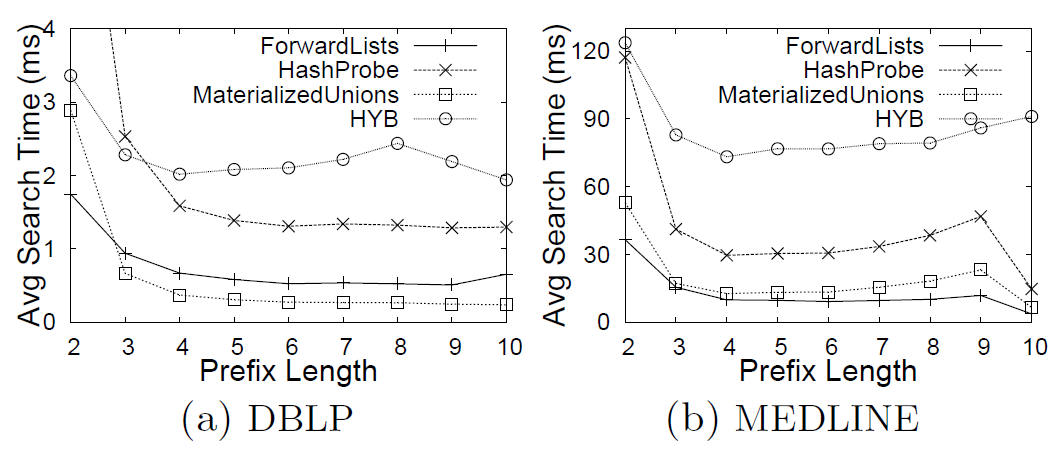 Avg Search Time (ms)
4
3
2
1
0
ForwardLists
HashProbe
MaterializedUnions
HYB
2 3 4 5 6 7 8 9 10
Prefix Length
(a) DBLP
Avg Search Time (ms)
120
90
60
30
0
ForwardLists
HashProbe
MaterializedUnions
HYB
2 3 4 5 6 7 8 9 10
Prefix Length
(b) MEDLINE